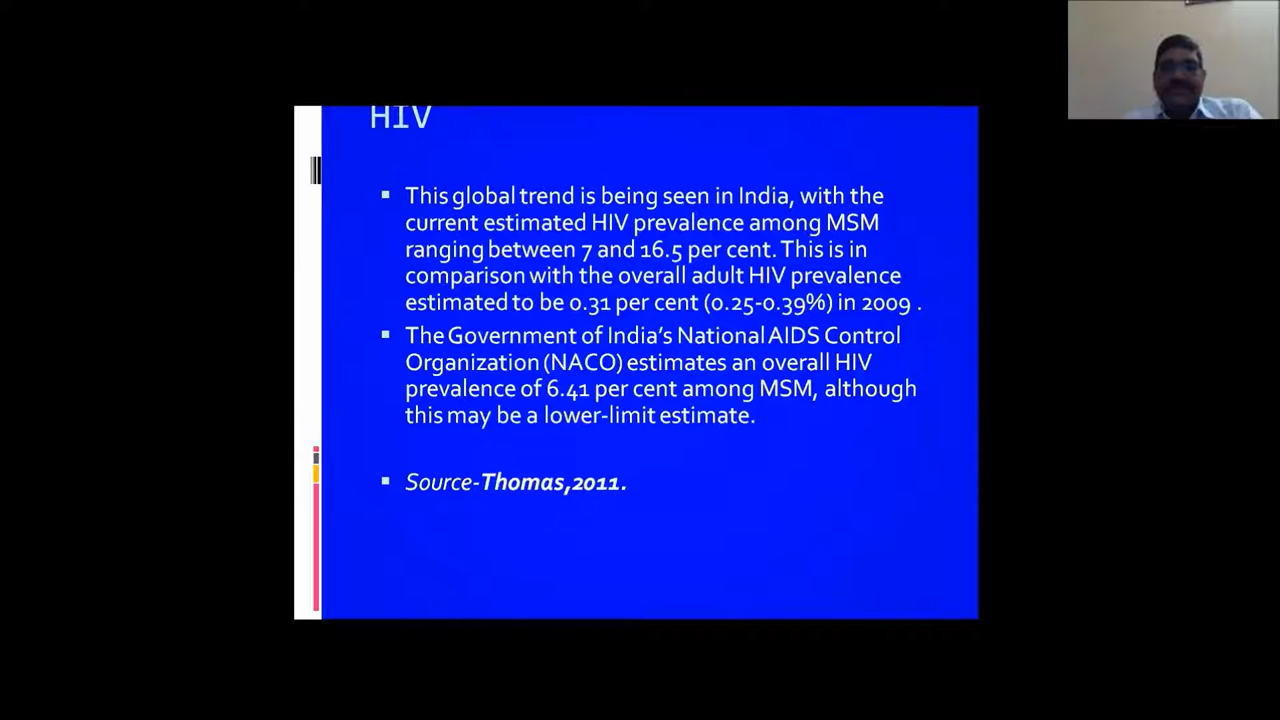 HIV
▪ This global trend is being seen in India, with the
current estimated HIV prevalence among MSM
ranging between 7 and 16.5 per cent. This is in
comparison with the overall adult HIV prevalence
estimated to be 0.31 per cent (0.25-0.39%) in 2009 .
▪ The Government of India’s National AIDS Control
Organization (NACO) estimates an overall HIV
prevalence of 6.41 per cent among MSM, although
this may be a lower-limit estimate.
▪ Source-Thomas,2011.